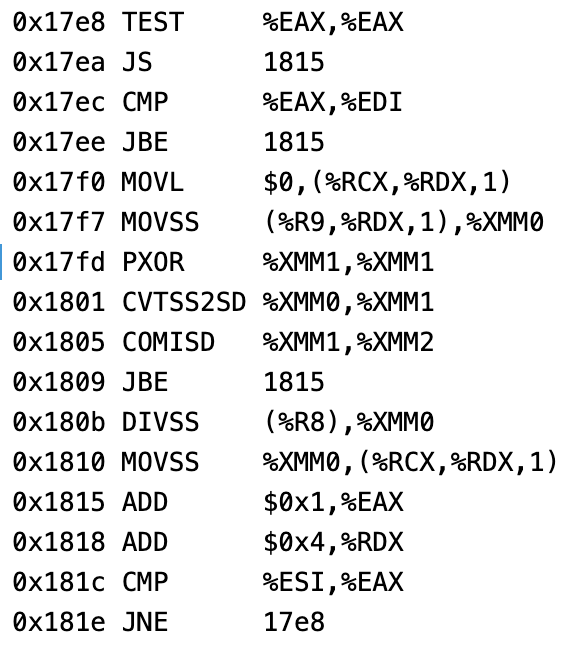 0x17e8 TEST %EAX,%EAX
0x17ea JS 1815
0x17ec CMP %EAX,%EDI
0x17ee JBE 1815
0x17f0 MOVL $0,(%RCX,%RDX,1)
0x17f7 MOVSS (%R9,%RDX,1),%XMM0
0x17fd PXOR %XMM1,%XMM1
0x1801 CVTSS2SD %XMM0,%XMM1
0x1805 COMISD %XMM1,%XMM2
0x1809 JBE 1815
0x180b DIVSS (%R8),%XMM0
0x1810 MOVSS %XMM0,(%RCX,%RDX,1)
0x1815 ADD $0x1,%EAX
0x1818 ADD $0x4,%RDX
0x181c CMP %ESI,%EAX
0x181e JNE 17e8